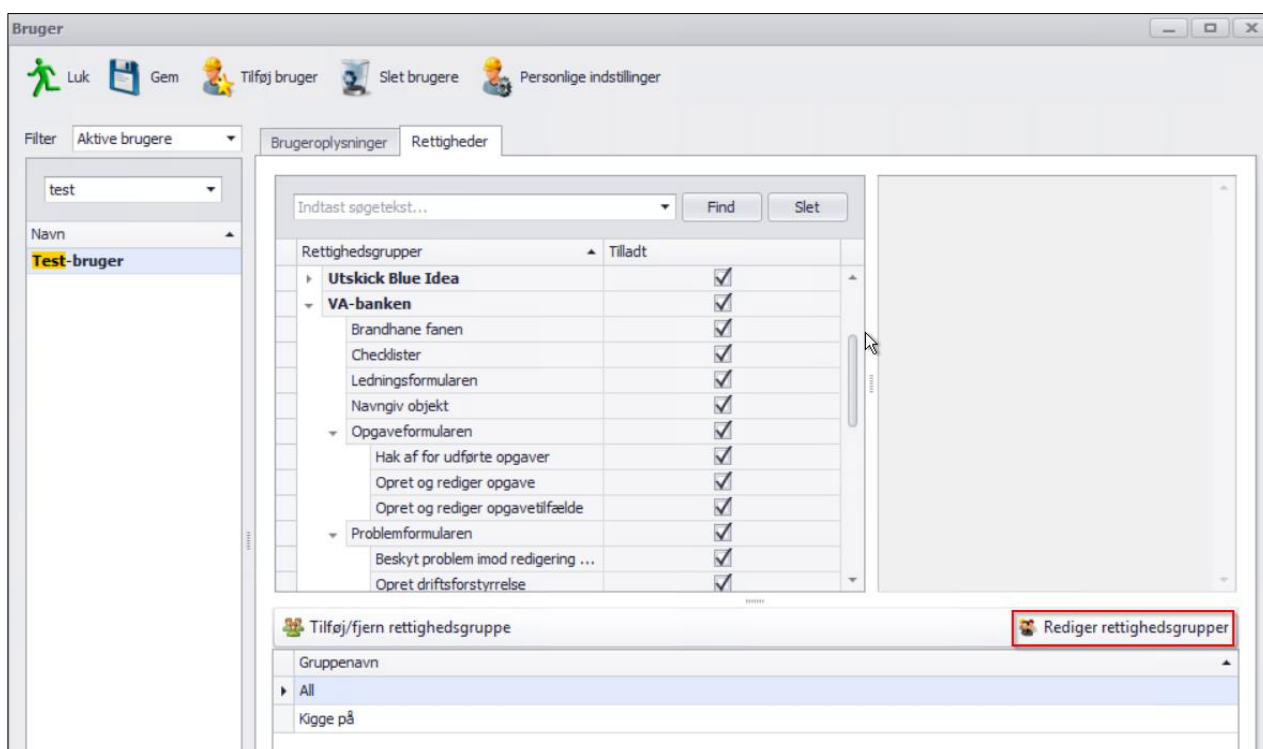 Bruger
Luk Gem Tilføj bruger Slet brugere Personlige indstillinger
Filter Aktive brugere
Brugeroplysninger Rettigheder
test
Navn
Test-bruger
Indtast søgetekst... Find Slet
Rettighedsgrupper Tilladt
Utskick Blue Idea
VA-banken
Brandhane fanen
Checklister
Ledningsformularen
Navngiv objekt
Opgaveformularen
Hak af for udførte opgaver
Opret og rediger opgave
Opret og rediger opgavetilfælde
Problemformularen
Beskyt problem imod redigering ...
Opret driftsforstyrrelse
Tilføj/fjern rettighedsgruppe Rediger rettighedsgrupper
Gruppenavn
All
Kigge på